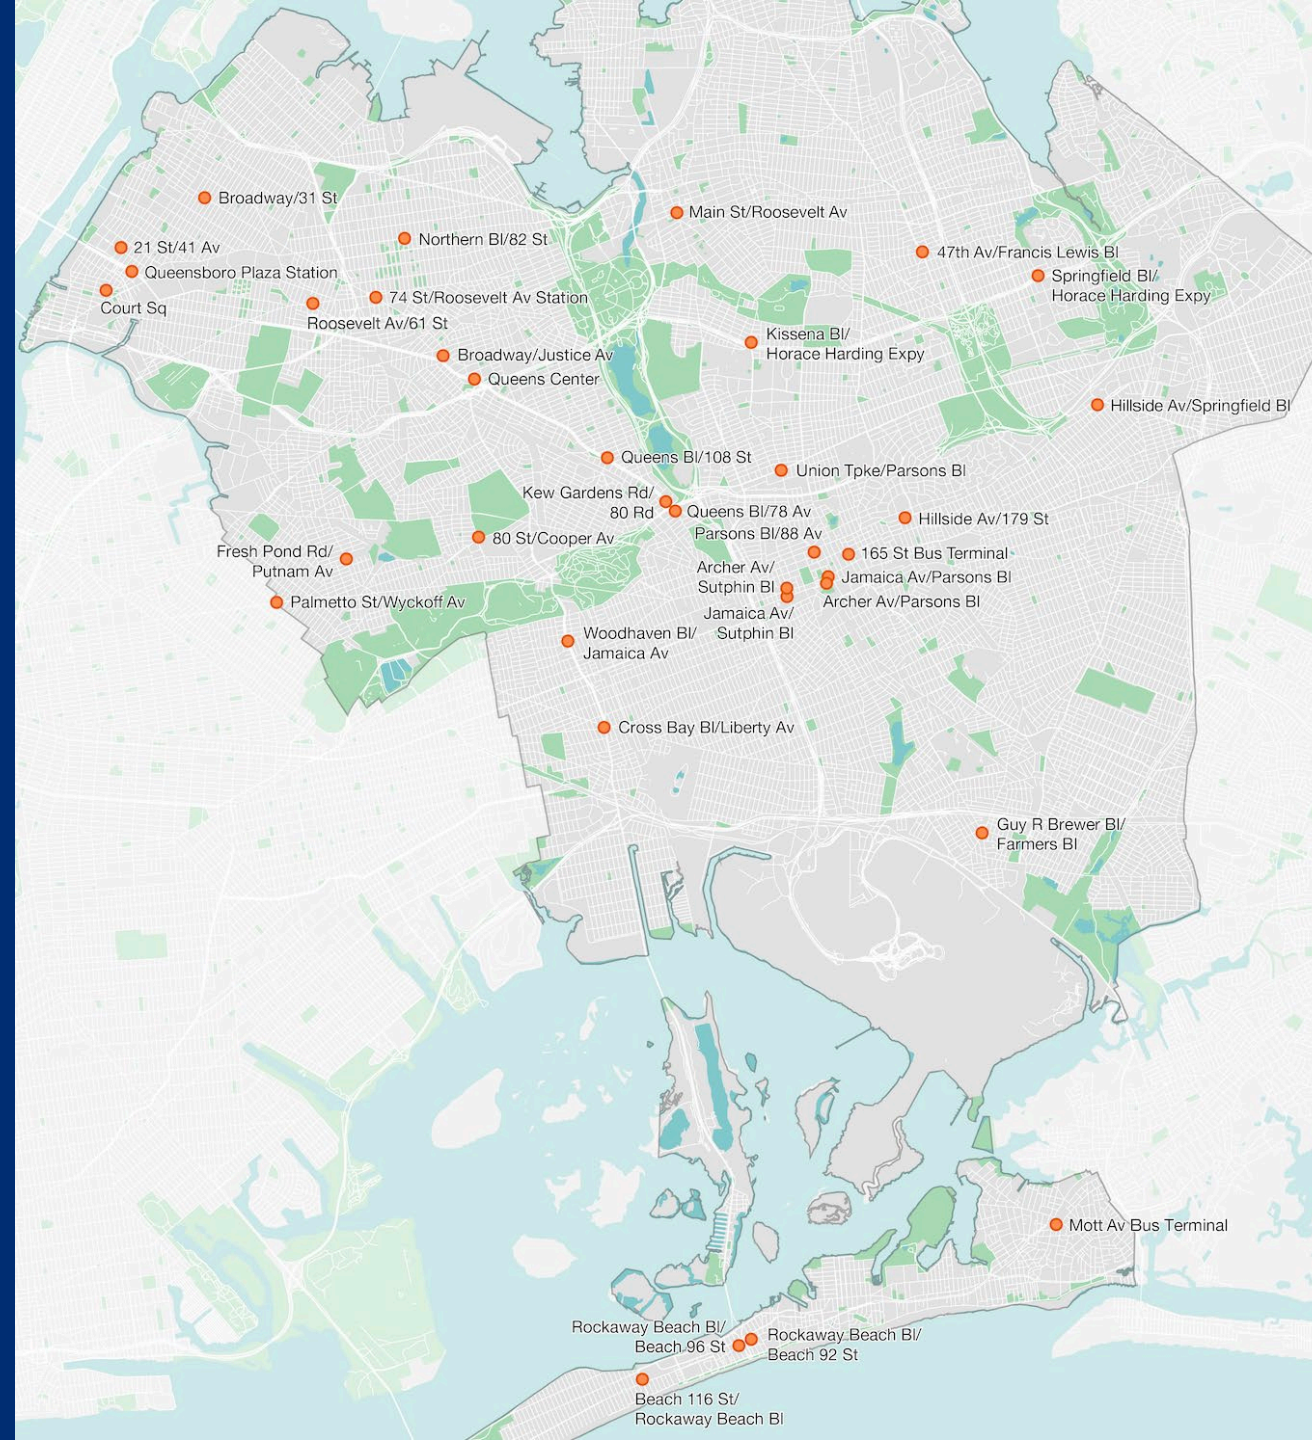 Broadway/31 St
Main St/Roosevelt Av
Northern Bl/82 St
21 St/41 Av
47th Av/Francis Lewis Bl
Queensboro Plaza Station
Springfield Bl/
Horace Harding Expy
Court Sq
74 St/Roosevelt Av Station
Roosevelt Av/61 St
Kissena Bl/
Horace Harding Expy
Broadway/Justice Av
Queens Center
Hillside Av/Springfield Bl
Queens Bl/108 St
Union Tpke/Parsons Bl
Kew Gardens Rd/
80 Rd
Queens Bl/78 Av
Hillside Av/179 St
Parsons Bl/88 Av
80 St/Cooper Av
Fresh Pond Rd/
Putnam Av
165 St Bus Terminal
Archer Av/
Sutphin Bl
Jamaica Av/Parsons Bl
Palmetto St/Wyckoff Av
Archer Av/Parsons Bl
Jamaica Av/
Sutphin Bl
Woodhaven Bl/
Jamaica Av
Cross Bay Bl/Liberty Av
Guy R Brewer Bl/
Farmers Bl
Mott Av Bus Terminal
Rockaway Beach Bl/
Beach 96 St
Rockaway Beach Bl/
Beach 92 St
Beach 116 St/
Rockaway Beach Bl